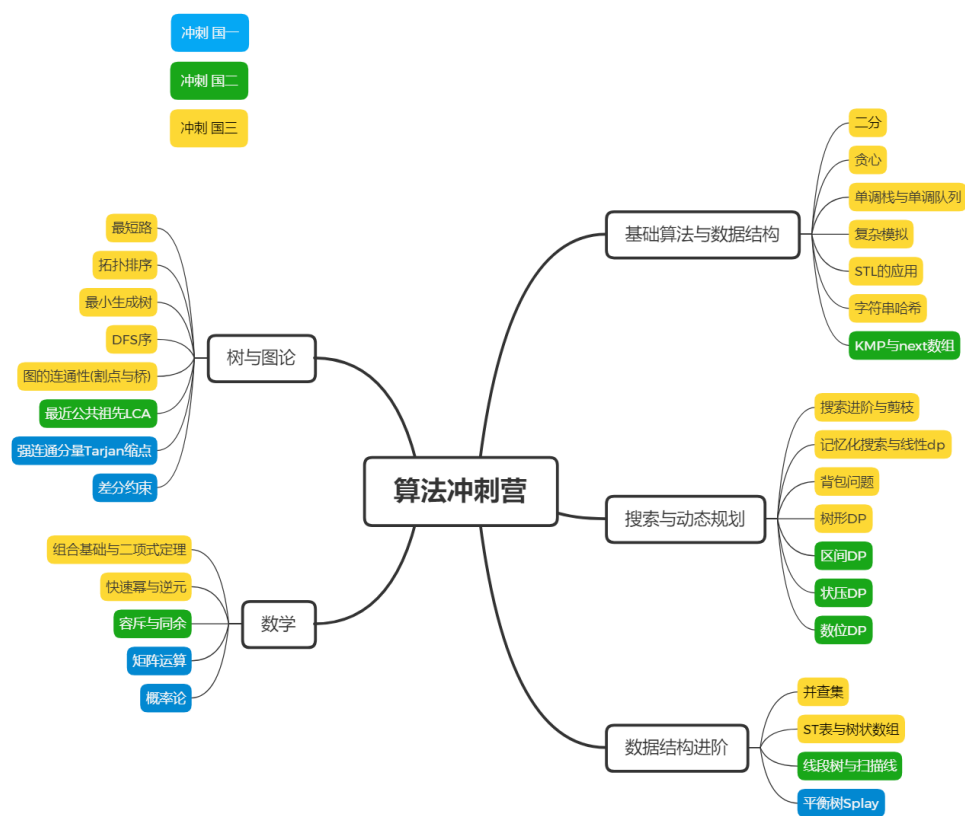 冲刺 国一
冲刺 国二
冲刺 国三
算法冲刺营
基础算法与数据结构
二分
贪心
单调栈与单调队列
复杂模拟
STL的应用
字符串哈希
KMP与next数组
搜索与动态规划
搜索进阶与剪枝
记忆化搜索与线性dp
背包问题
树形DP
区间DP
状压DP
数位DP
数据结构进阶
并查集
ST表与树状数组
线段树与扫描线
平衡树Splay
树与图论
最短路
拓扑排序
最小生成树
DFS序
图的连通性(割点与桥)
最近公共祖先LCA
强连通分量Tarjan缩点
差分约束
数学
组合基础与二项式定理
快速幂与逆元
容斥与同余
矩阵运算
概率论